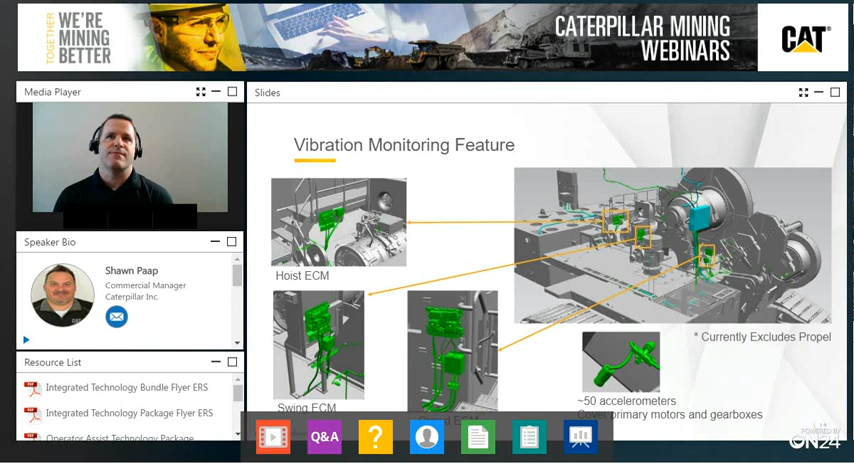 TOGETHER
WE'RE
MINING
BETTER
CATERPILLAR MINING
WEBINARS
CAT
Media Player
Slides
Vibration Monitoring Feature
Hoist ECM
Speaker Bio
Shawn Paap
Commercial Manager
Caterpillar Inc.
* Currently Excludes Propel
Resource List
Integrated Technology Bundle Flyer ERS
Integrated Technology Package Flyer ERS
Operator Assist Technology Package
Swing ECM
ECM
~50 accelerometers
Cover primary motors and gearboxes
Q&A
?
POWERED BY
ON24